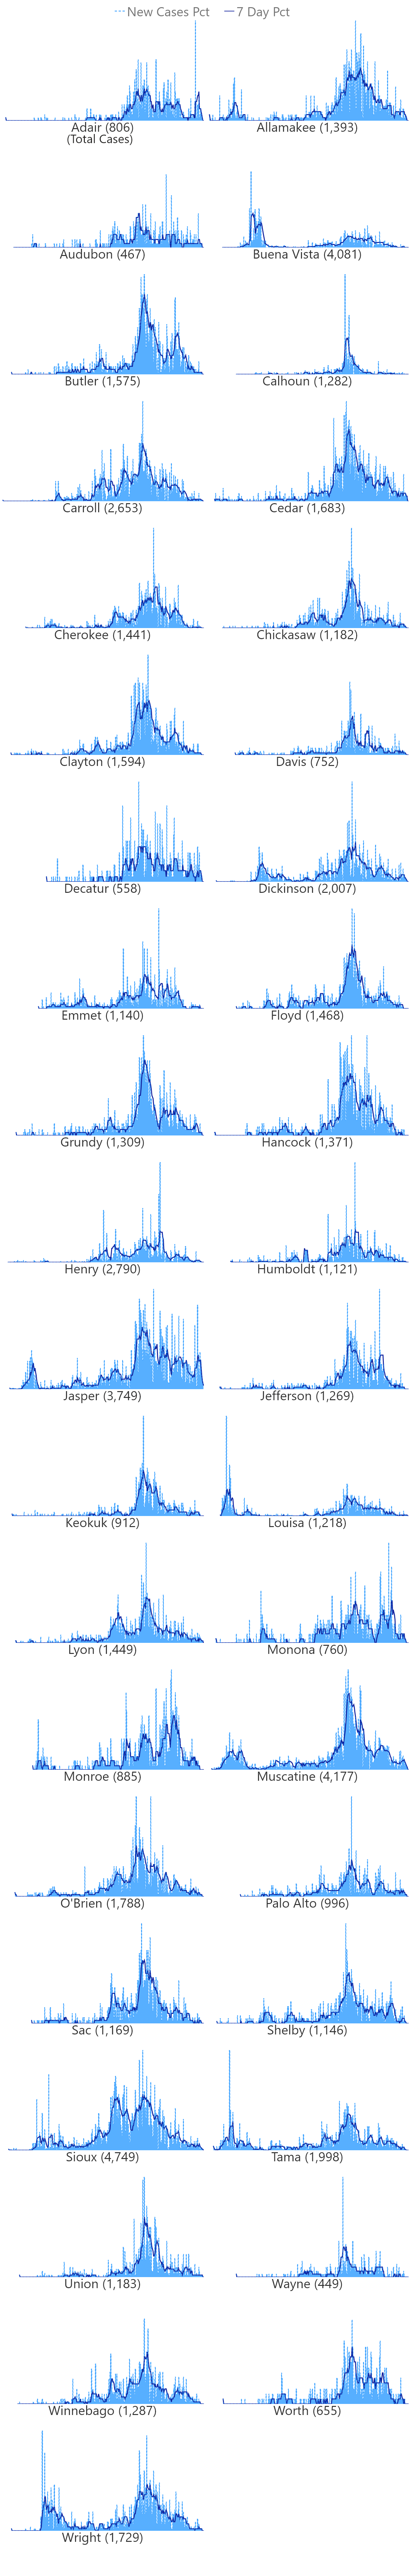 New Cases Pct 7 Day Pct
Adair (806) Allamakee (1,393)
(Total Cases)
Audubon (467) Buena Vista (4,081)
Butler (1,575) Calhoun (1,282)
Carroll (2,653) Cedar (1,683)
Cherokee (1,441) Chickasaw (1,182)
Clayton (1,594) Davis (752)
Decatur (558) Dickinson (2,007)
Emmet (1,140) Floyd (1,468)
Grundy (1,309) Hancock (1,371)
Henry (2,790) Humboldt (1,121)
Jasper (3,749) Jefferson (1,269)
Keokuk (912) Louisa (1,218)
Lyon (1,449) Monona (760)
Monroe (885) Muscatine (4,177)
O'Brien (1,788) Palo Alto (996)
Sac (1,169) Shelby (1,146)
Sioux (4,749) Tama (1,998)
Union (1,183) Wayne (449)
Winnebago (1,287) Worth (655)
Wright (1,729)